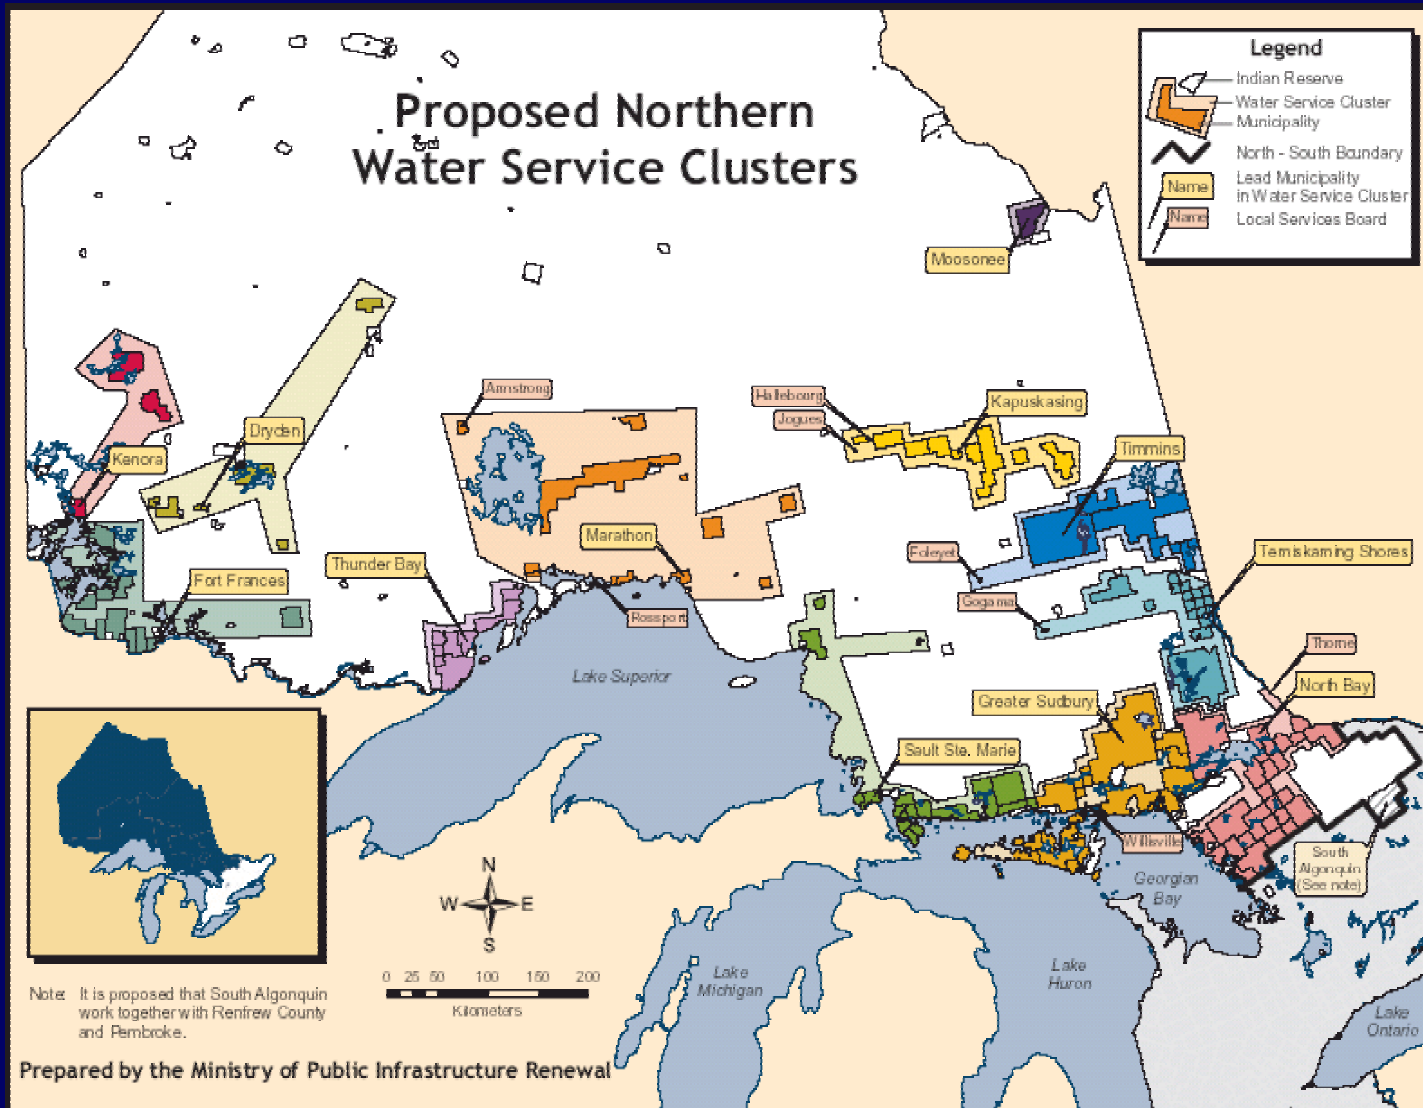 Proposed Northern
Water Service Clusters
Legend
Indian Reserve
Water Service Cluster
Municipality
North - South Boundary
Name
Lead Municipality
in Water Service Cluster
Name
Local Services Board
Moosonee
Armstrong
Hallebourg
Jogues
Kapuskasing
Timmins
Dryden
Kenora
Marathon
Thunder Bay
Fort Frances
Foleyet
Temiskaming Shores
Gogama
Rossport
Thorne
North Bay
Lake Superior
Greater Sudbury
Sault Ste. Marie
Willisville
South
Algonquin
(See note)
Georgian
Bay
N
W E
S
Lake
Michigan
Lake
Huron
Lake
Ontario
0 25 50 100 150 200
Kilometers
Note: It is proposed that South Algonquin
work together with Renfrew County
and Pembroke.
Prepared by the Ministry of Public Infrastructure Renewal